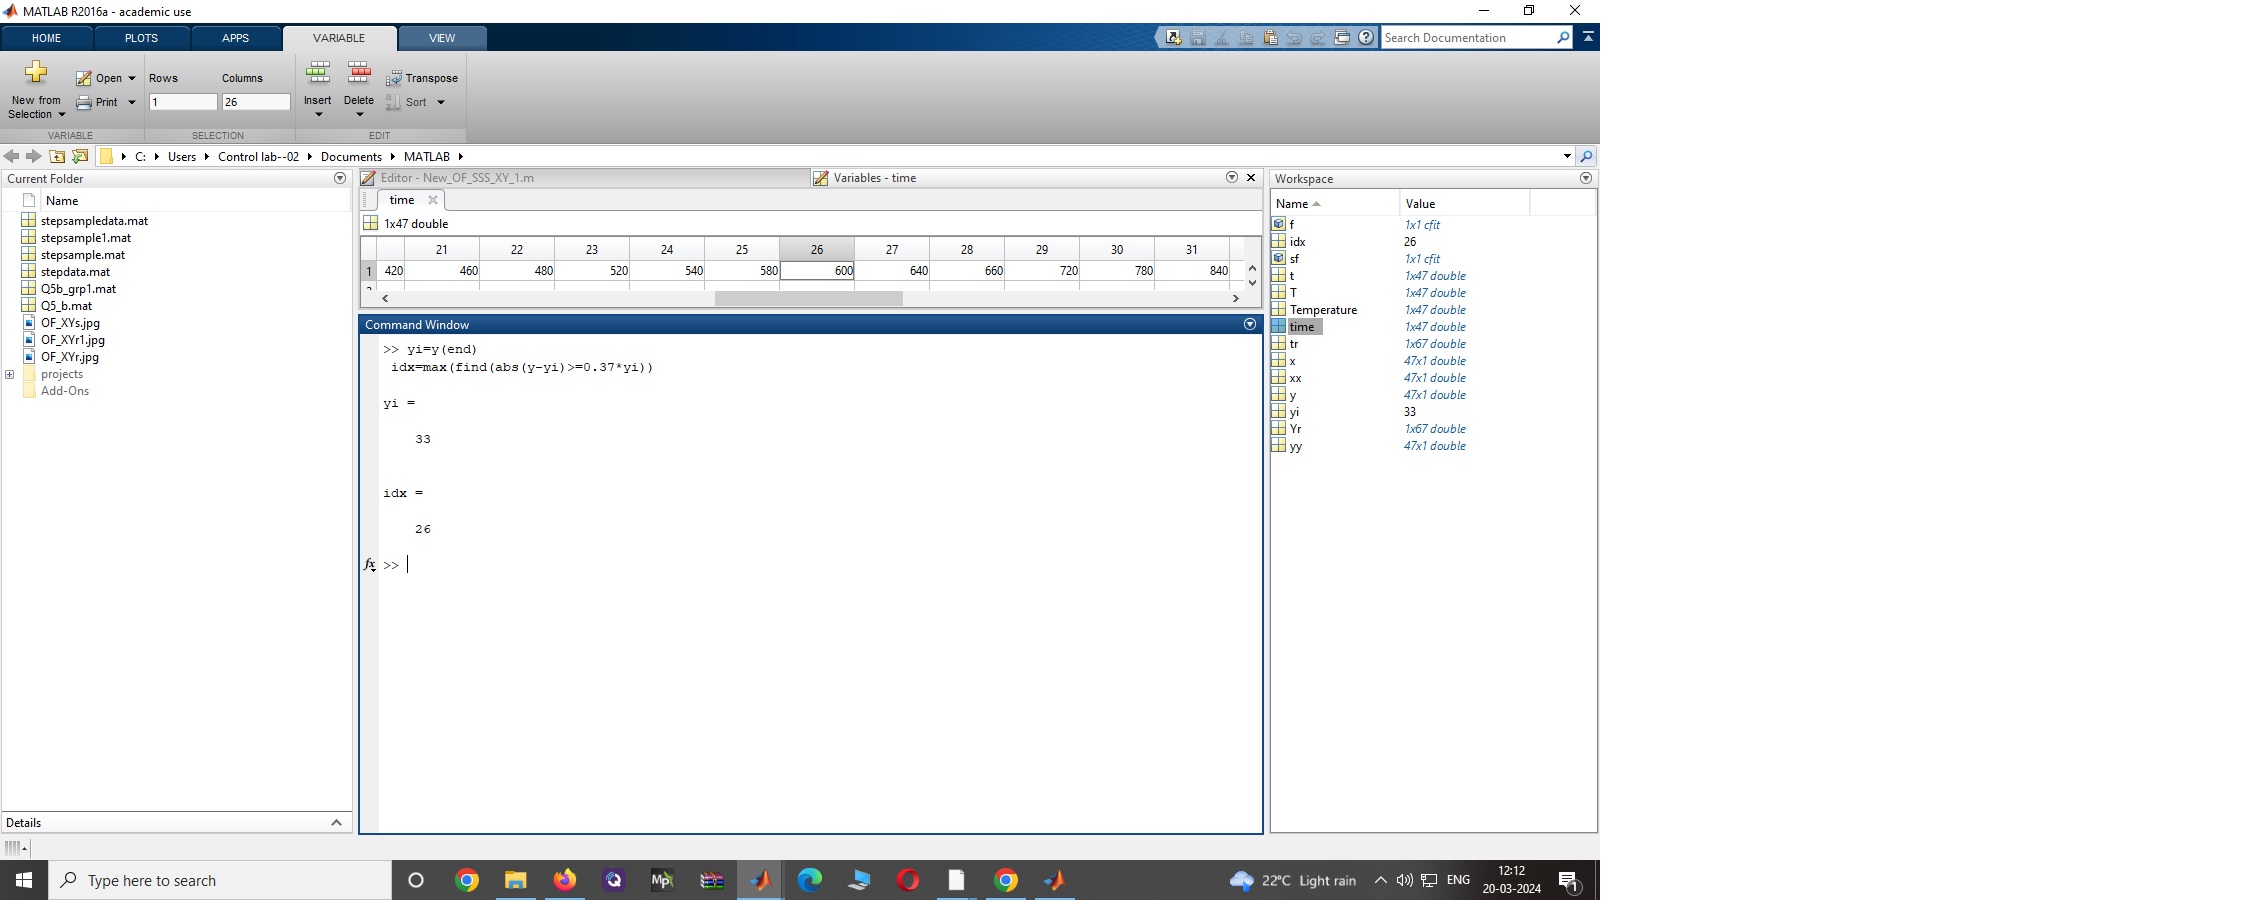 MATLAB R2016a - academic use
HOME PLOTS APPS VARIABLE VIEW
Search Documentation
New from Selection
Open
Print
Rows Columns
1 26
Insert
Delete
Transpose
Sort
VARIABLE SELECTION EDIT
C: Users Control lab--02 Documents MATLAB
Current Folder
Name
stepsampledata.mat
stepsample1.mat
stepsample.mat
stepdata.mat
Q5b_grp1.mat
Q5_b.mat
OF_XYs.jpg
OF_XYr1.jpg
OF_XYr.jpg
projects
Add-Ons
Details
Editor - New_OF_SSS_XY_1.m
Variables - time
time
1x47 double
21 22 23 24 25 26 27 28 29 30 31
1 420 460 480 520 540 580 600 640 660 720 780 840
Command Window
>> yi=y(end)
idx=max(find(abs(y-yi)>=0.37*yi))
yi =
33
idx =
26
fx >>
Workspace
Name Value
f 1x1 cfit
idx 26
sf 1x1 cfit
t 1x47 double
T 1x47 double
Temperature 1x47 double
time 1x47 double
tr 1x67 double
x 47x1 double
xx 47x1 double
y 47x1 double
yi 33
Yr 1x67 double
yy 47x1 double
Type here to search
22°C Light rain
ENG
12:12
20-03-2024
1